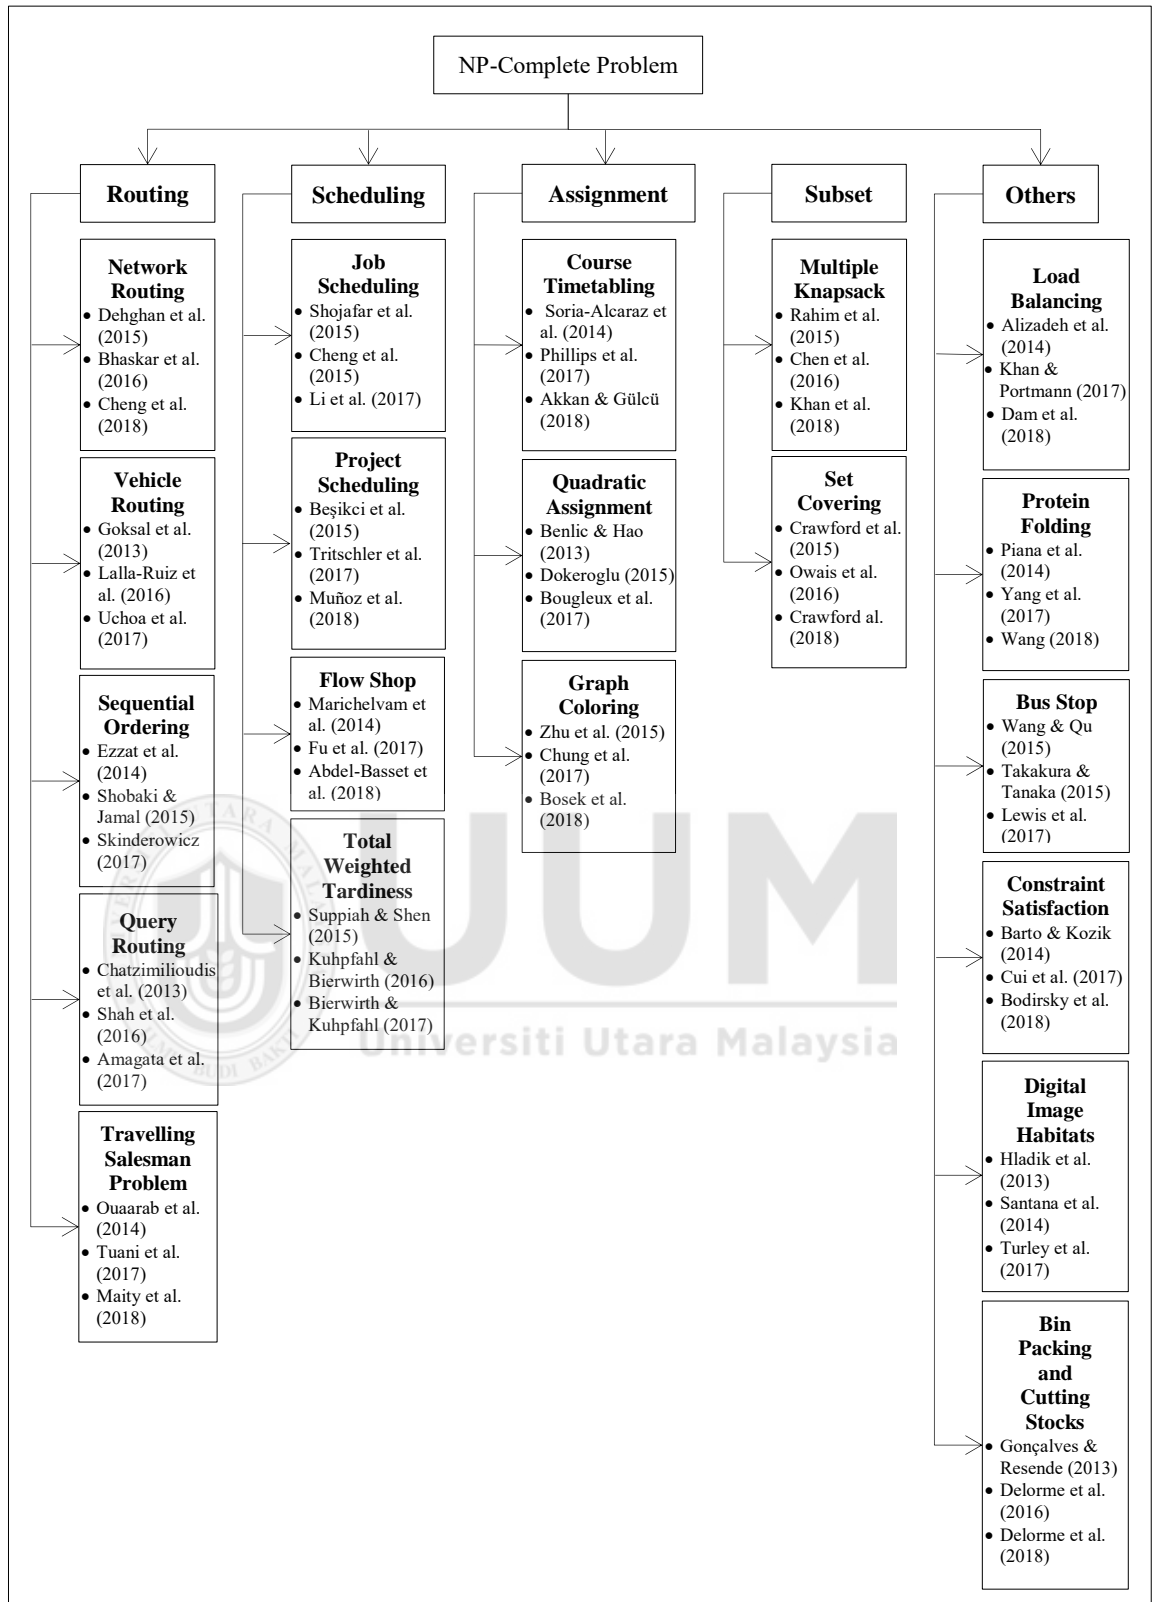 NP-Complete Problem
Routing
Scheduling
Assignment
Subset
Others
Network
Routing
• Dehghan et al.
(2015)
• Bhaskar et al.
(2016)
• Cheng et al.
(2018)
Vehicle
Routing
• Goksal et al.
(2013)
• Lalla-Ruiz et
al. (2016)
• Uchoa et al.
(2017)
Sequential
Ordering
• Ezzat et al.
(2014)
• Shobaki &
Jamal (2015)
• Skinderowicz
(2017)
Query
Routing
• Chatzimilioudis
et al. (2013)
• Shah et al.
(2016)
• Amagata et al.
(2017)
Travelling
Salesman
Problem
• Ouaarab et al.
(2014)
• Tuani et al.
(2017)
• Maity et al.
(2018)
Job
Scheduling
• Shojafar et al.
(2015)
• Cheng et al.
(2015)
• Li et al. (2017)
Project
Scheduling
• Beşikci et al.
(2015)
• Tritschler et al.
(2017)
• Muñoz et al.
(2018)
Flow Shop
• Marichelvam et
al. (2014)
• Fu et al. (2017)
• Abdel-Basset et
al. (2018)
Total
Weighted
Tardiness
• Suppiah & Shen
(2015)
• Kuhpfahl &
Bierwirth (2016)
• Bierwirth &
Kuhpfahl (2017)
Course
Timetabling
• Soria-Alcaraz et
al. (2014)
• Phillips et al.
(2017)
• Akkan & Gülcü
(2018)
Quadratic
Assignment
• Benlic & Hao
(2013)
• Dokeroglu (2015)
• Bougleux et al.
(2017)
Graph
Coloring
• Zhu et al. (2015)
• Chung et al.
(2017)
• Bosek et al.
(2018)
Multiple
Knapsack
• Rahim et al.
(2015)
• Chen et al.
(2016)
• Khan et al.
(2018)
Set
Covering
• Crawford et al.
(2015)
• Owais et al.
(2016)
• Crawford al.
(2018)
Load
Balancing
• Alizadeh et al.
(2014)
• Khan &
Portmann (2017)
• Dam et al.
(2018)
Protein
Folding
• Piana et al.
(2014)
• Yang et al.
(2017)
• Wang (2018)
Bus Stop
• Wang & Qu
(2015)
• Takakura &
Tanaka (2015)
• Lewis et al.
(2017)
Constraint
Satisfaction
• Barto & Kozik
(2014)
• Cui et al. (2017)
• Bodirsky et al.
(2018)
Digital
Image
Habitats
• Hladik et al.
(2013)
• Santana et al.
(2014)
• Turley et al.
(2017)
Bin
Packing
and
Cutting
Stocks
• Gonçalves &
Resende (2013)
• Delorme et al.
(2016)
• Delorme et al.
(2018)
UUM
Universiti Utara Malaysia